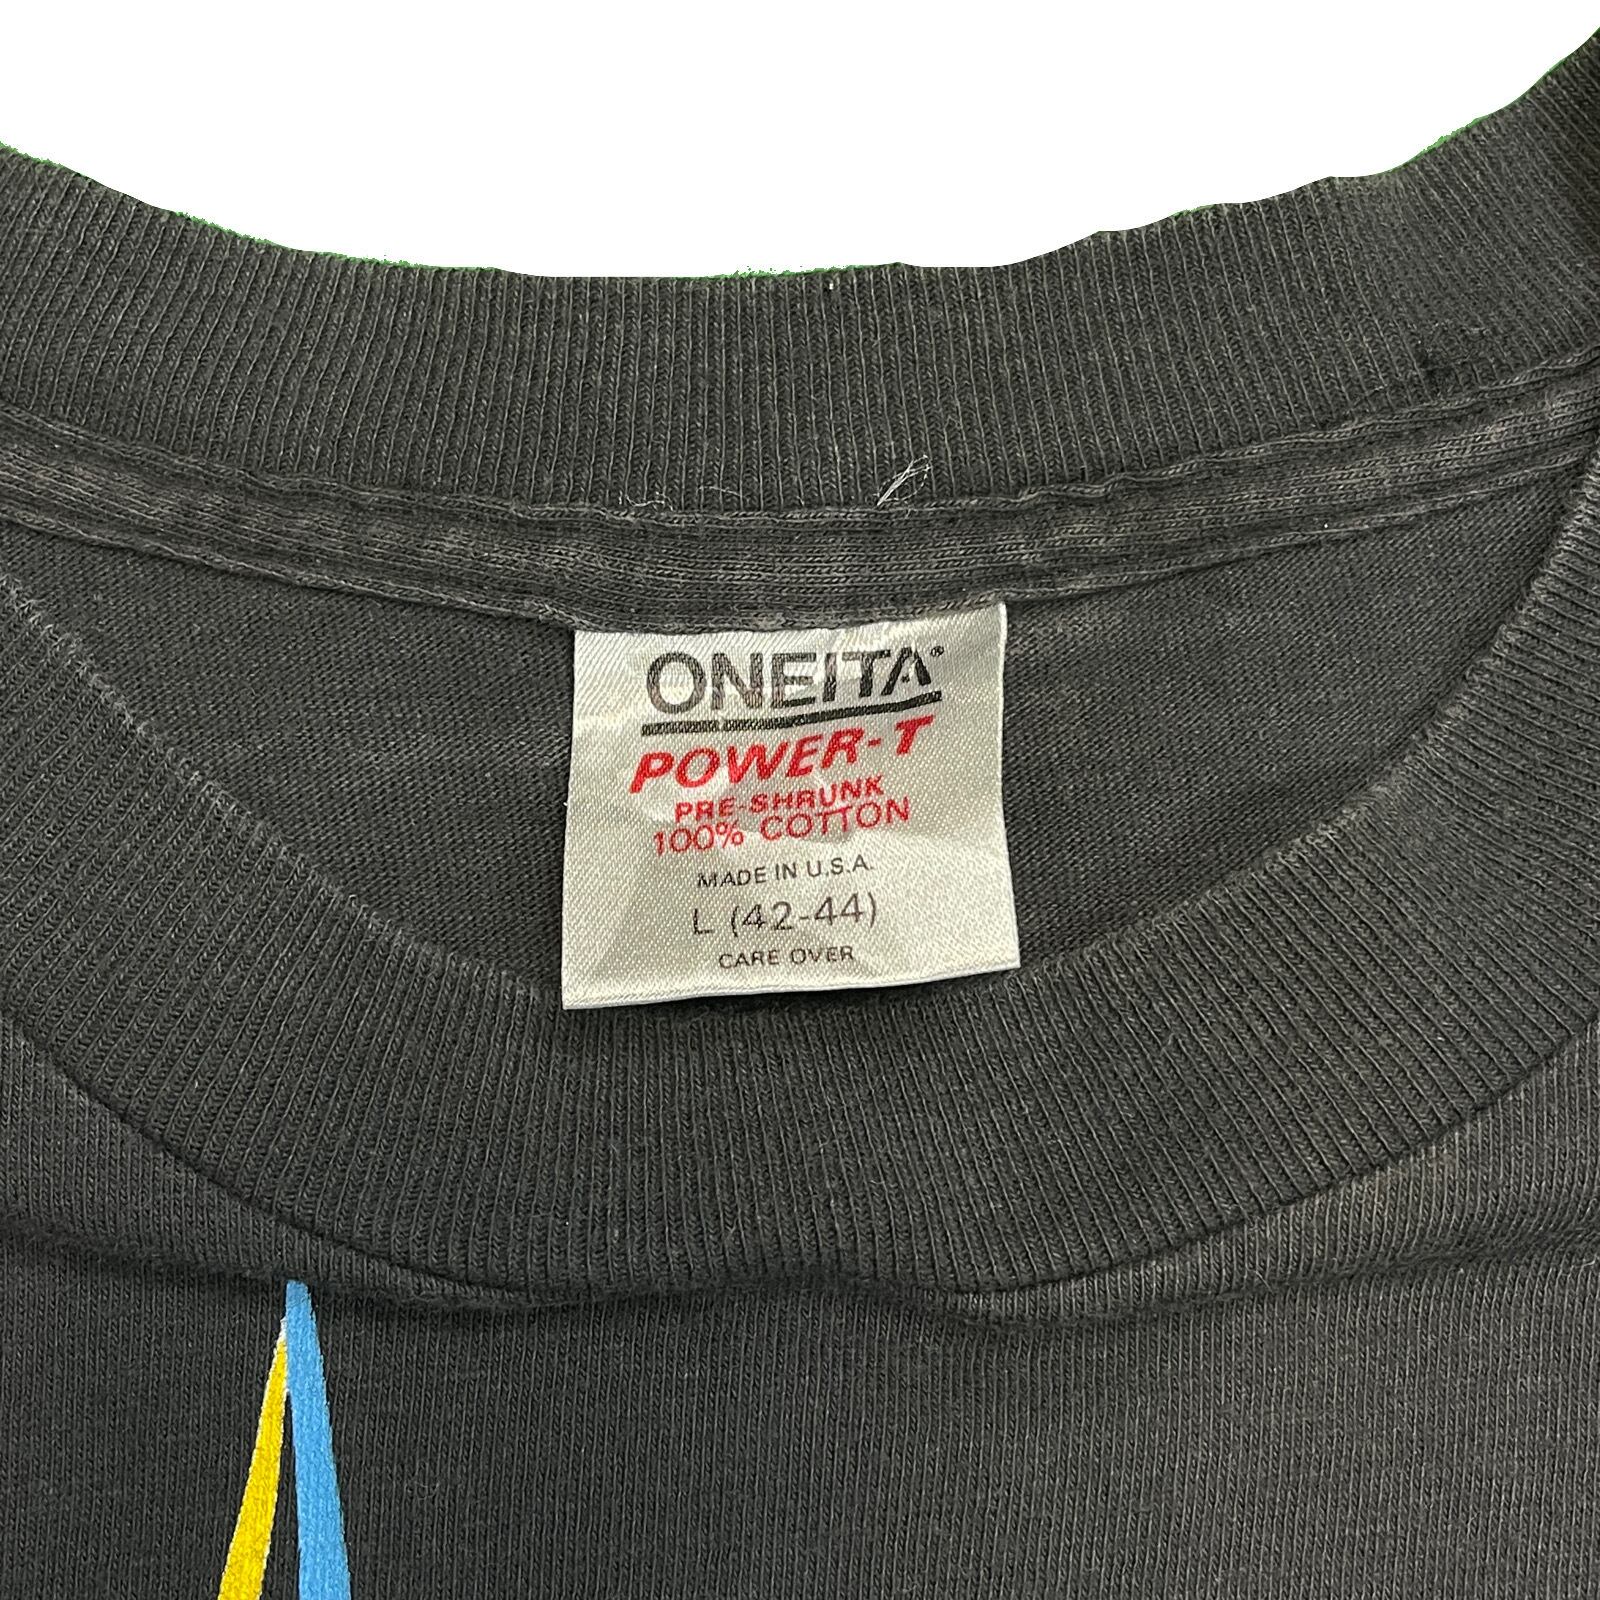 ONEITA®
POWER-T
PRE-SHRUNK
100% COTTON
MADE IN U.S.A.
L (42-44)
CARE OVER